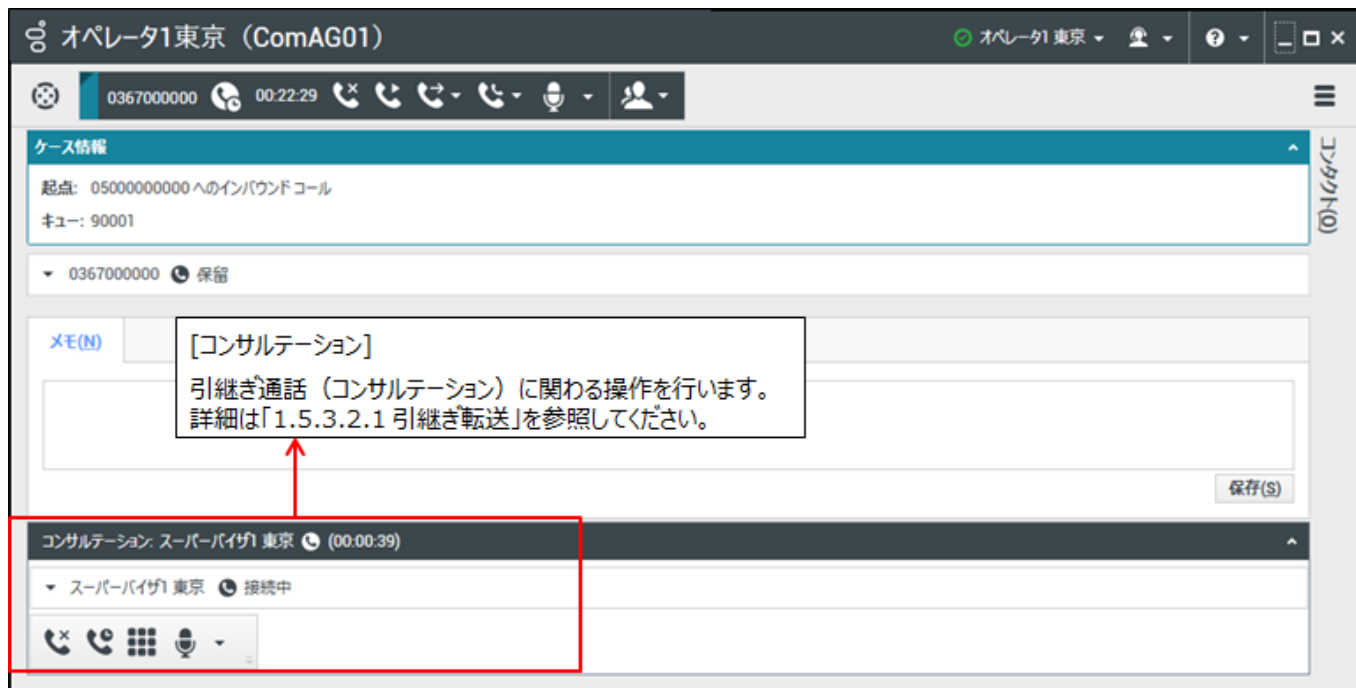 オペレータ1東京（ComAG01）
オペレータ1 東京
0367000000 00:22:29
ケース情報
起点: 05000000000 へのインバウンド コール
キュー: 90001
コンタクト(O)
0367000000 保留
メモ(N)
[コンサルテーション]
引継ぎ通話（コンサルテーション）に関わる操作を行います。
詳細は「1.5.3.2.1 引継ぎ転送」を参照してください。
保存(S)
コンサルテーション: スーパーバイザ1 東京 (00:00:39)
スーパーバイザ1 東京 接続中